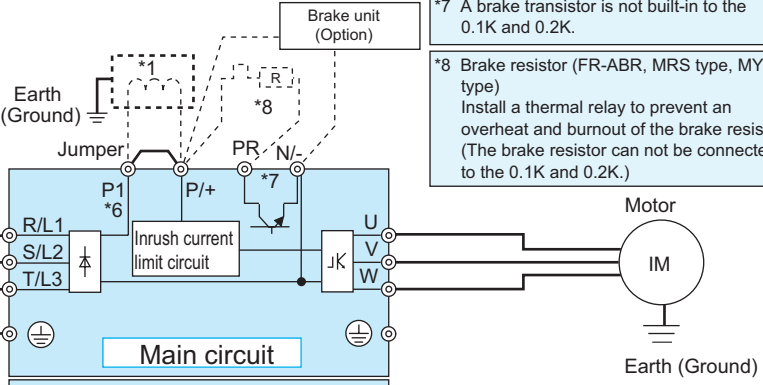 Brake unit
(Option)
*7 A brake transistor is not built-in to the
0.1K and 0.2K.
*8 Brake resistor (FR-ABR, MRS type, MY
type)
Install a thermal relay to prevent an
overheat and burnout of the brake resis
(The brake resistor can not be connecte
to the 0.1K and 0.2K.)
*1
R
*8
Earth
(Ground)
Jumper
PR
N/-
P1
*6
P/+
*7
R/L1
S/L2
T/L3
Inrush current
limit circuit
U
V
W
Motor
IM
Main circuit
Earth (Ground)